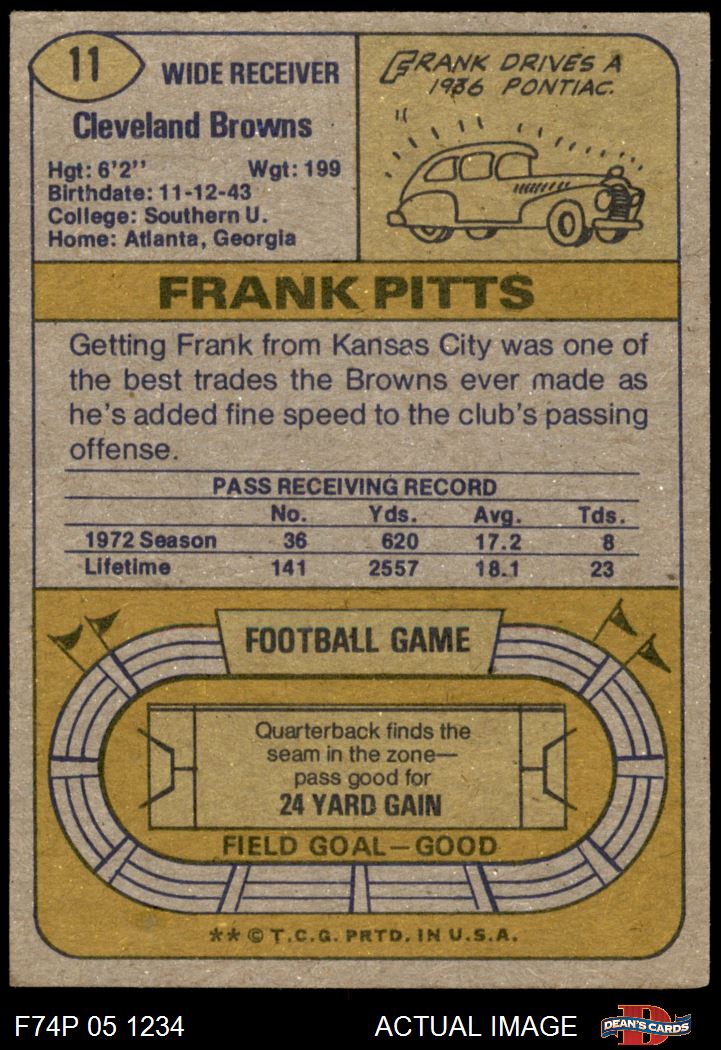 11
WIDE RECEIVER
Cleveland Browns
Hgt: 6'2" Wgt: 199
Birthdate: 11-12-43
College: Southern U.
Home: Atlanta, Georgia
FRANK DRIVES A
1936 PONTIAC.
FRANK PITTS
Getting Frank from Kansas City was one of
the best trades the Browns ever made as
he's added fine speed to the club's passing
offense.
PASS RECEIVING RECORD
No. Yds. Avg. Tds.
1972 Season 36 620 17.2 8
Lifetime 141 2557 18.1 23
FOOTBALL GAME
Quarterback finds the
seam in the zone—
pass good for
24 YARD GAIN
FIELD GOAL—GOOD
** © T.C.G. PRTD. IN U.S.A.
F74P 05 1234 ACTUAL IMAGE
D
DEAN'S CARDS